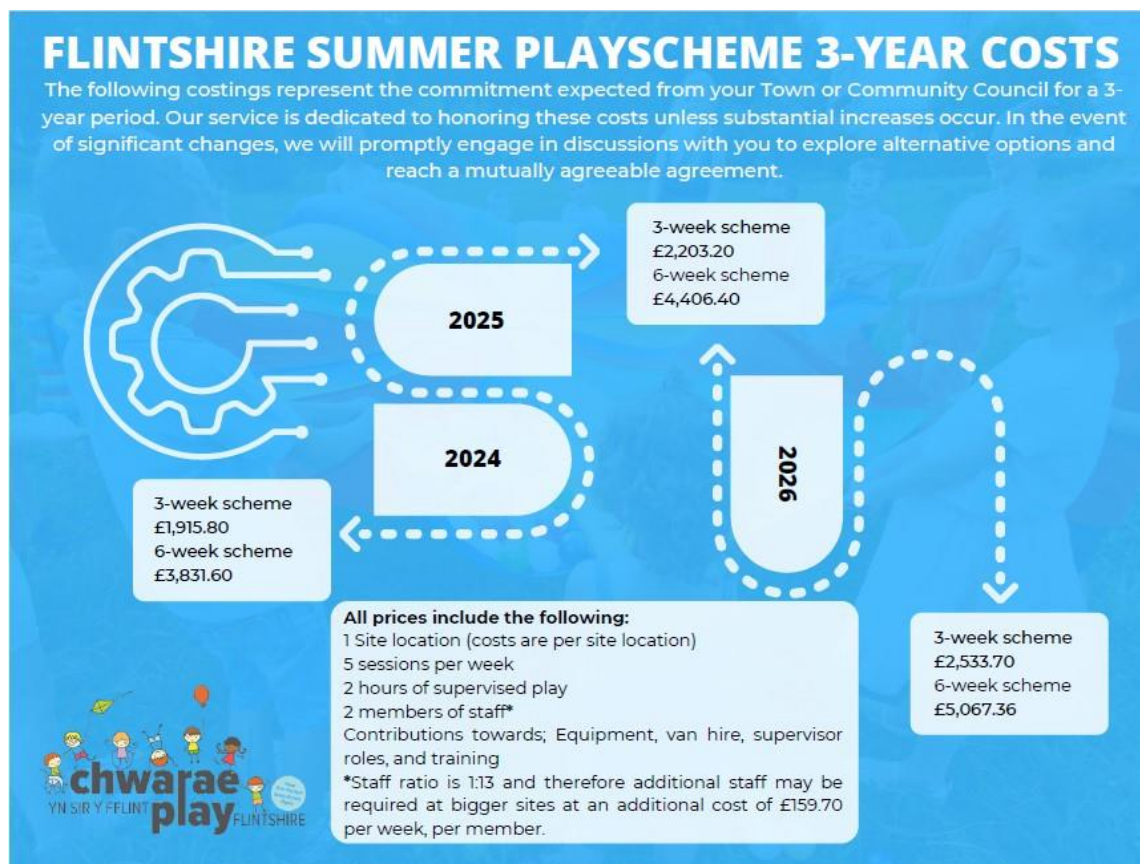 FLINTSHIRE SUMMER PLAYSCHEME 3-YEAR COSTS
The following costings represent the commitment expected from your Town or Community Council for a 3-
year period. Our service is dedicated to honoring these costs unless substantial increases occur. In the event
of significant changes, we will promptly engage in discussions with you to explore alternative options and
reach a mutually agreeable agreement.
3-week scheme
£2,203.20
6-week scheme
£4,406.40
2025
2024
2026
3-week scheme
£1,915.80
6-week scheme
£3,831.60
All prices include the following:
1 Site location (costs are per site location)
5 sessions per week
2 hours of supervised play
2 members of staff*
Contributions towards; Equipment, van hire, supervisor
roles, and training
*Staff ratio is 1:13 and therefore additional staff may be
required at bigger sites at an additional cost of £159.70
per week, per member.
3-week scheme
£2,533.70
6-week scheme
£5,067.36
chwarae
YN SIR Y FFLINT
play FLINTSHIRE